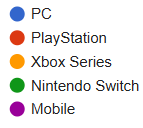 PC
PlayStation
Xbox Series
Nintendo Switch
Mobile